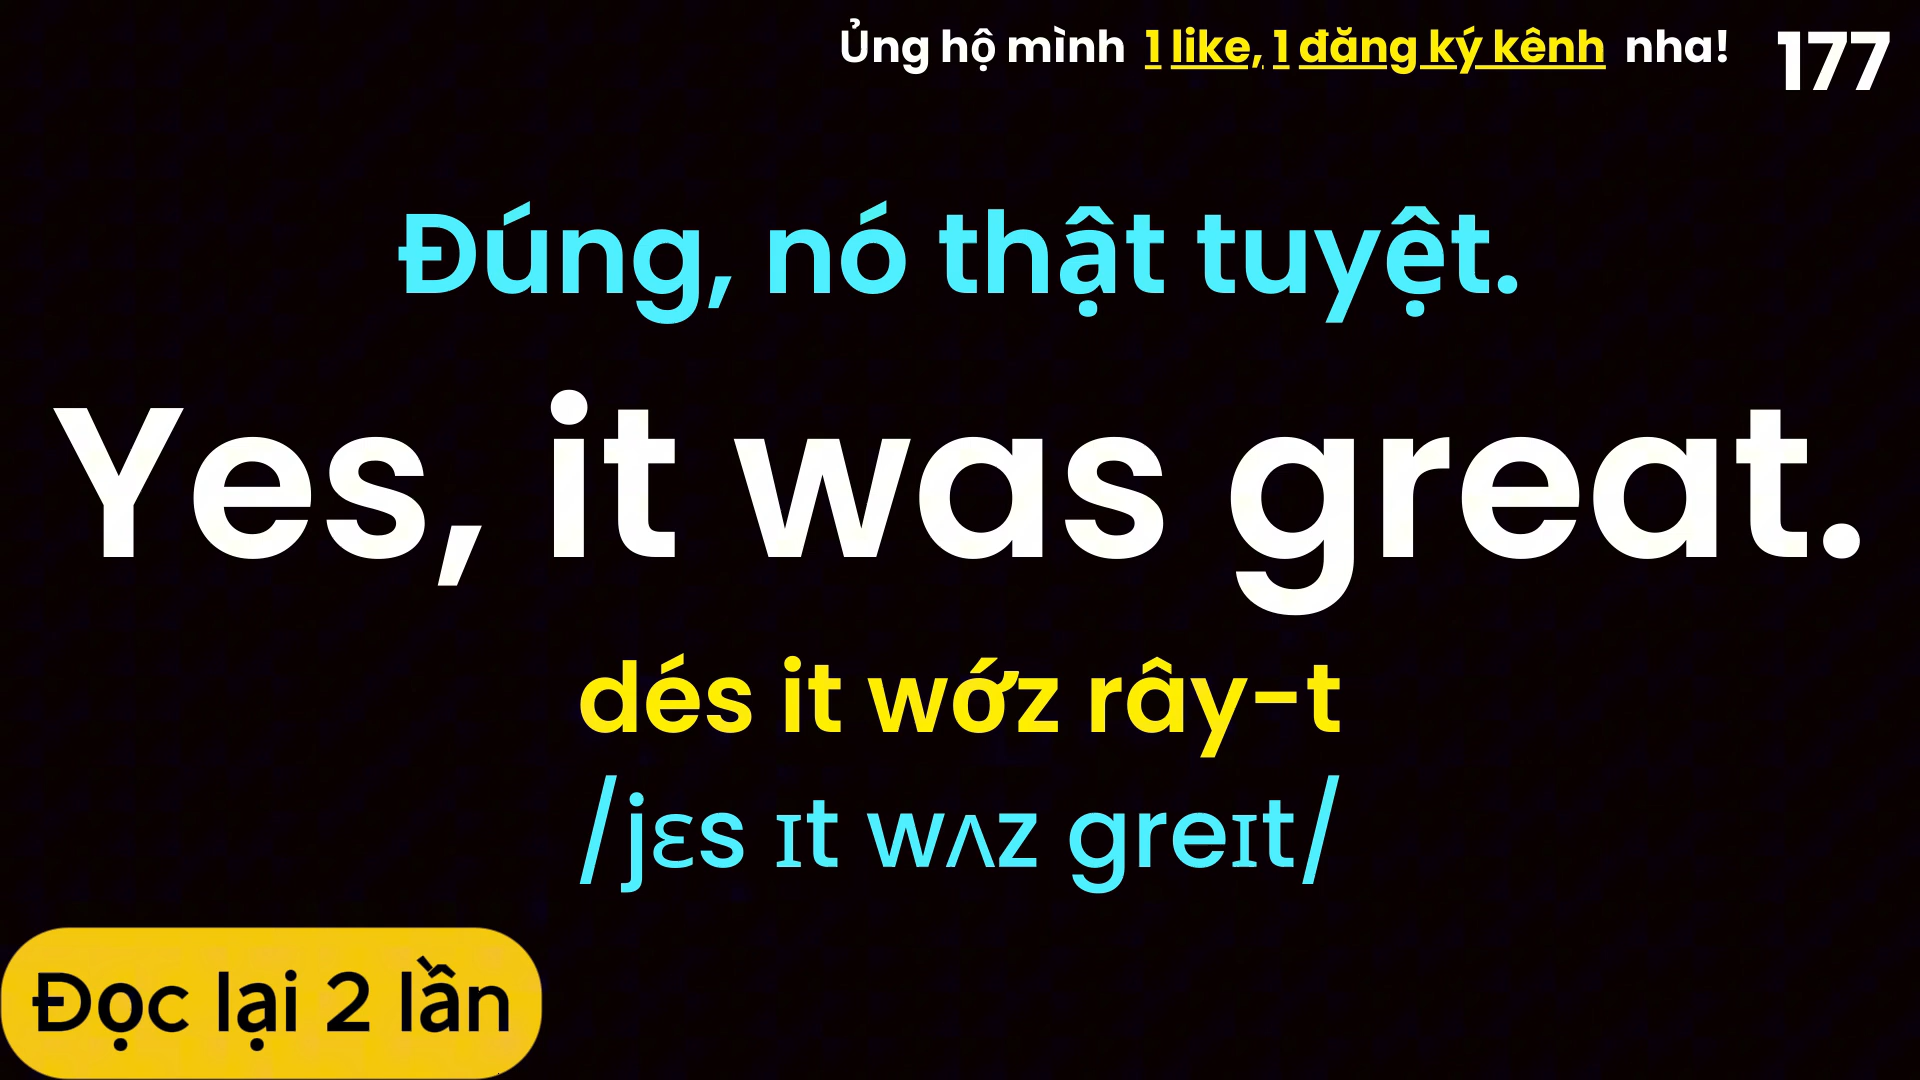 Ủng hộ mình 1 like, 1 đăng ký kênh nha! 177
Đúng, nó thật tuyệt.
Yes, it was great.
dés it wớz rây-t
/jɛs ɪt wʌz greɪt/
Đọc lại 2 lần